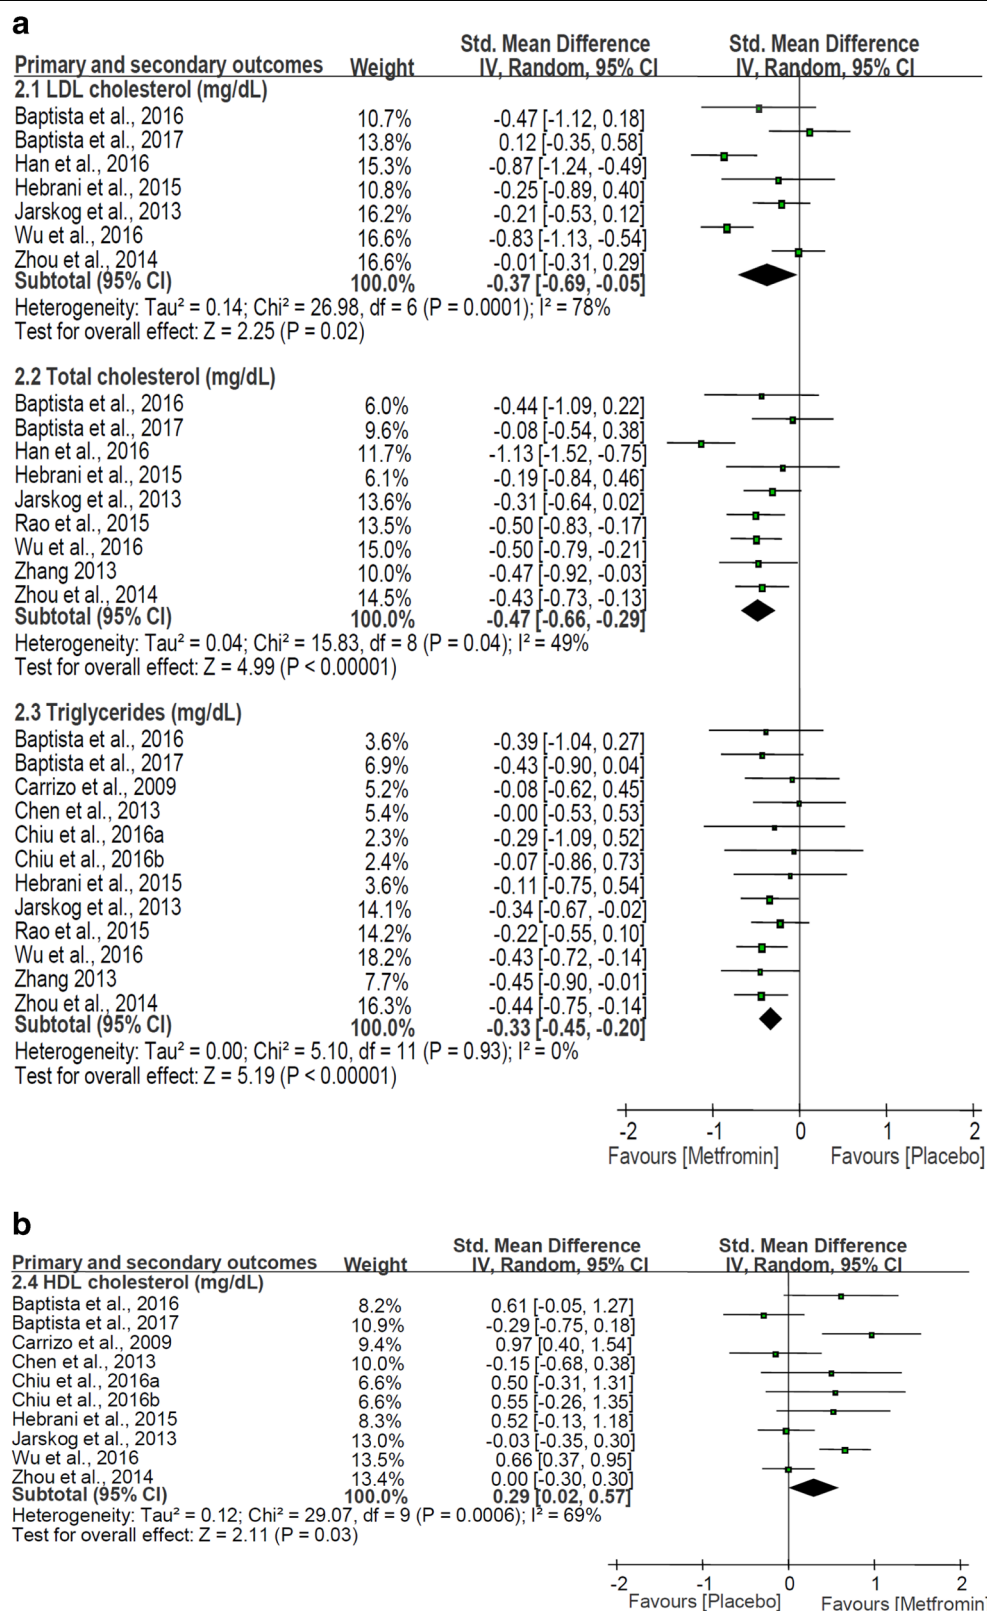 a
Std. Mean Difference Std. Mean Difference
Primary and secondary outcomes Weight IV, Random, 95% CI IV, Random, 95% CI
2.1 LDL cholesterol (mg/dL)
Baptista et al., 2016 10.7% -0.47 [-1.12, 0.18]
Baptista et al., 2017 13.8% 0.12 [-0.35, 0.58]
Han et al., 2016 15.3% -0.87 [-1.24, -0.49]
Hebrani et al., 2015 10.8% -0.25 [-0.89, 0.40]
Jarskog et al., 2013 16.2% -0.21 [-0.53, 0.12]
Wu et al., 2016 16.6% -0.83 [-1.13, -0.54]
Zhou et al., 2014 16.6% -0.01 [-0.31, 0.29]
Subtotal (95% CI) 100.0% -0.37 [-0.69, -0.05]
Heterogeneity: Tau² = 0.14; Chi² = 26.98, df = 6 (P = 0.0001); I² = 78%
Test for overall effect: Z = 2.25 (P = 0.02)
2.2 Total cholesterol (mg/dL)
Baptista et al., 2016 6.0% -0.44 [-1.09, 0.22]
Baptista et al., 2017 9.6% -0.08 [-0.54, 0.38]
Han et al., 2016 11.7% -1.13 [-1.52, -0.75]
Hebrani et al., 2015 6.1% -0.19 [-0.84, 0.46]
Jarskog et al., 2013 13.6% -0.31 [-0.64, 0.02]
Rao et al., 2015 13.5% -0.50 [-0.83, -0.17]
Wu et al., 2016 15.0% -0.50 [-0.79, -0.21]
Zhang 2013 10.0% -0.47 [-0.92, -0.03]
Zhou et al., 2014 14.5% -0.43 [-0.73, -0.13]
Subtotal (95% CI) 100.0% -0.47 [-0.66, -0.29]
Heterogeneity: Tau² = 0.04; Chi² = 15.83, df = 8 (P = 0.04); I² = 49%
Test for overall effect: Z = 4.99 (P < 0.00001)
2.3 Triglycerides (mg/dL)
Baptista et al., 2016 3.6% -0.39 [-1.04, 0.27]
Baptista et al., 2017 6.9% -0.43 [-0.90, 0.04]
Carrizo et al., 2009 5.2% -0.08 [-0.62, 0.45]
Chen et al., 2013 5.4% -0.00 [-0.53, 0.53]
Chiu et al., 2016a 2.3% -0.29 [-1.09, 0.52]
Chiu et al., 2016b 2.4% -0.07 [-0.86, 0.73]
Hebrani et al., 2015 3.6% -0.11 [-0.75, 0.54]
Jarskog et al., 2013 14.1% -0.34 [-0.67, -0.02]
Rao et al., 2015 14.2% -0.22 [-0.55, 0.10]
Wu et al., 2016 18.2% -0.43 [-0.72, -0.14]
Zhang 2013 7.7% -0.45 [-0.90, -0.01]
Zhou et al., 2014 16.3% -0.44 [-0.75, -0.14]
Subtotal (95% CI) 100.0% -0.33 [-0.45, -0.20]
Heterogeneity: Tau² = 0.00; Chi² = 5.10, df = 11 (P = 0.93); I² = 0%
Test for overall effect: Z = 5.19 (P < 0.00001)
-2 -1 0 1 2
Favours [Metfromin] Favours [Placebo]
b
Std. Mean Difference Std. Mean Difference
Primary and secondary outcomes Weight IV, Random, 95% CI IV, Random, 95% CI
2.4 HDL cholesterol (mg/dL)
Baptista et al., 2016 8.2% 0.61 [-0.05, 1.27]
Baptista et al., 2017 10.9% -0.29 [-0.75, 0.18]
Carrizo et al., 2009 9.4% 0.97 [0.40, 1.54]
Chen et al., 2013 10.0% -0.15 [-0.68, 0.38]
Chiu et al., 2016a 6.6% 0.50 [-0.31, 1.31]
Chiu et al., 2016b 6.6% 0.55 [-0.26, 1.35]
Hebrani et al., 2015 8.3% 0.52 [-0.13, 1.18]
Jarskog et al., 2013 13.0% -0.03 [-0.35, 0.30]
Wu et al., 2016 13.5% 0.66 [0.37, 0.95]
Zhou et al., 2014 13.4% 0.00 [-0.30, 0.30]
Subtotal (95% CI) 100.0% 0.29 [0.02, 0.57]
Heterogeneity: Tau² = 0.12; Chi² = 29.07, df = 9 (P = 0.0006); I² = 69%
Test for overall effect: Z = 2.11 (P = 0.03)
-2 -1 0 1 2
Favours [Placebo] Favours [Metfromin]